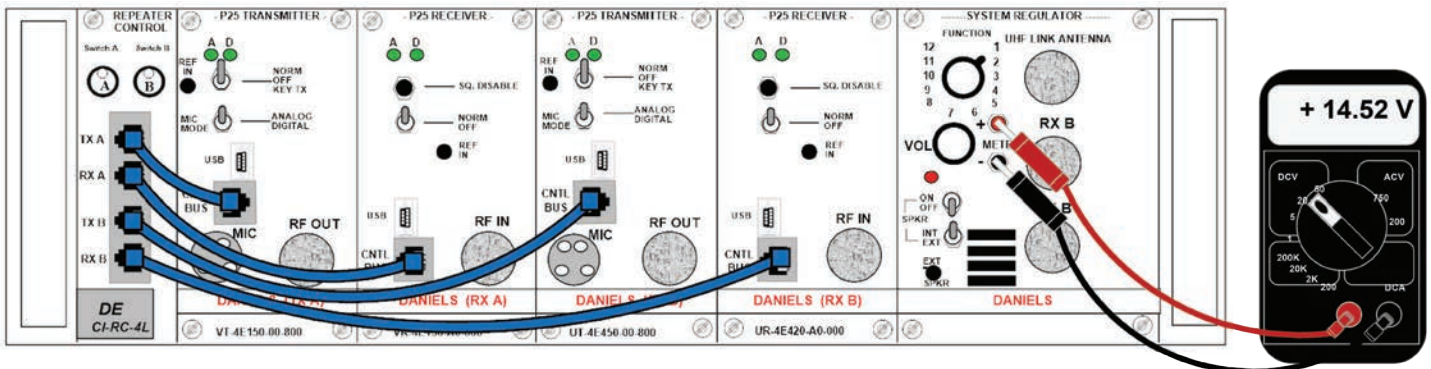 REPEATER
CONTROL
Switch A
Switch B
A
B
TX A
RX A
TX B
RX B
DE
CI-RC-4L
P25 TRANSMITTER
A D
REF
IN
NORM
OFF
KEY TX
MIC
MODE
ANALOG
DIGITAL
USB
BUS
MIC
RF OUT
VT-4E150-00-800
P25 RECEIVER
A D
SQ. DISABLE
NORM
OFF
REF
IN
USB
RF IN
CNTL
DANIELS (RX A)
P25 TRANSMITTER
A D
REF
IN
NORM
OFF
KEY TX
MIC
MODE
ANALOG
DIGITAL
USB
CNTL
BUS
MIC
RF OUT
DANIELS
UT-4E450-00-800
P25 RECEIVER
A D
SQ. DISABLE
NORM
OFF
REF
IN
USB
RF IN
CNTL
BUS
DANIELS (RX B)
UR-4E420-A0-000
SYSTEM REGULATOR
FUNCTION
12
11
10
9
8
7
6
1
2
3
4
5
UHF LINK ANTENNA
+
-
RX B
VOL
ON
OFF
SPKR
INT
EXT
EXT
SPKR
B
DANIELS
+ 14.52 V
DCV
ACV
50
20
5
1
750
200
200K
20K
2K
200
DCA